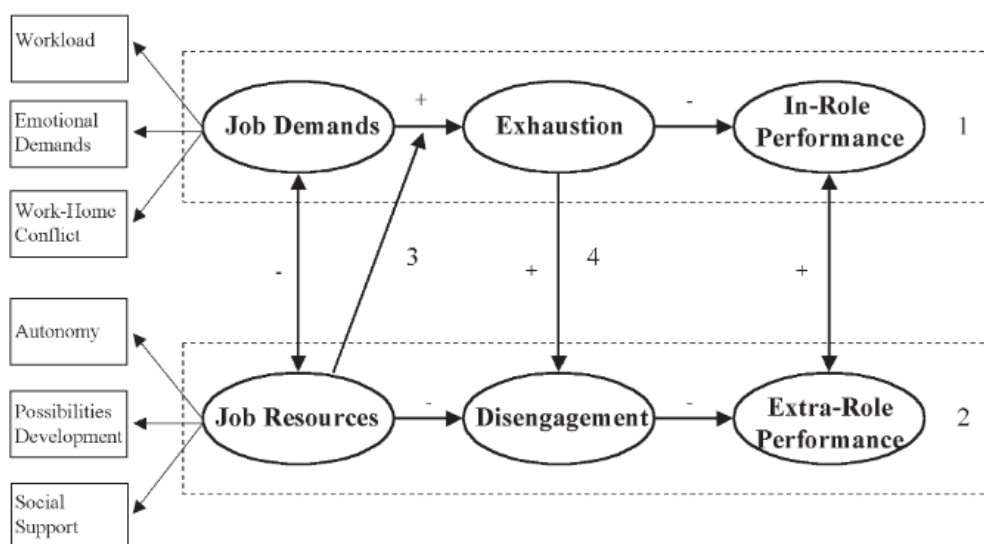 Workload
Emotional
Demands
Work-Home
Conflict
Autonomy
Possibilities
Development
Social
Support
Job Demands
+
Exhaustion
-
In-Role
Performance
1
-
3
+
4
+
Job Resources
-
Disengagement
-
Extra-Role
Performance
2